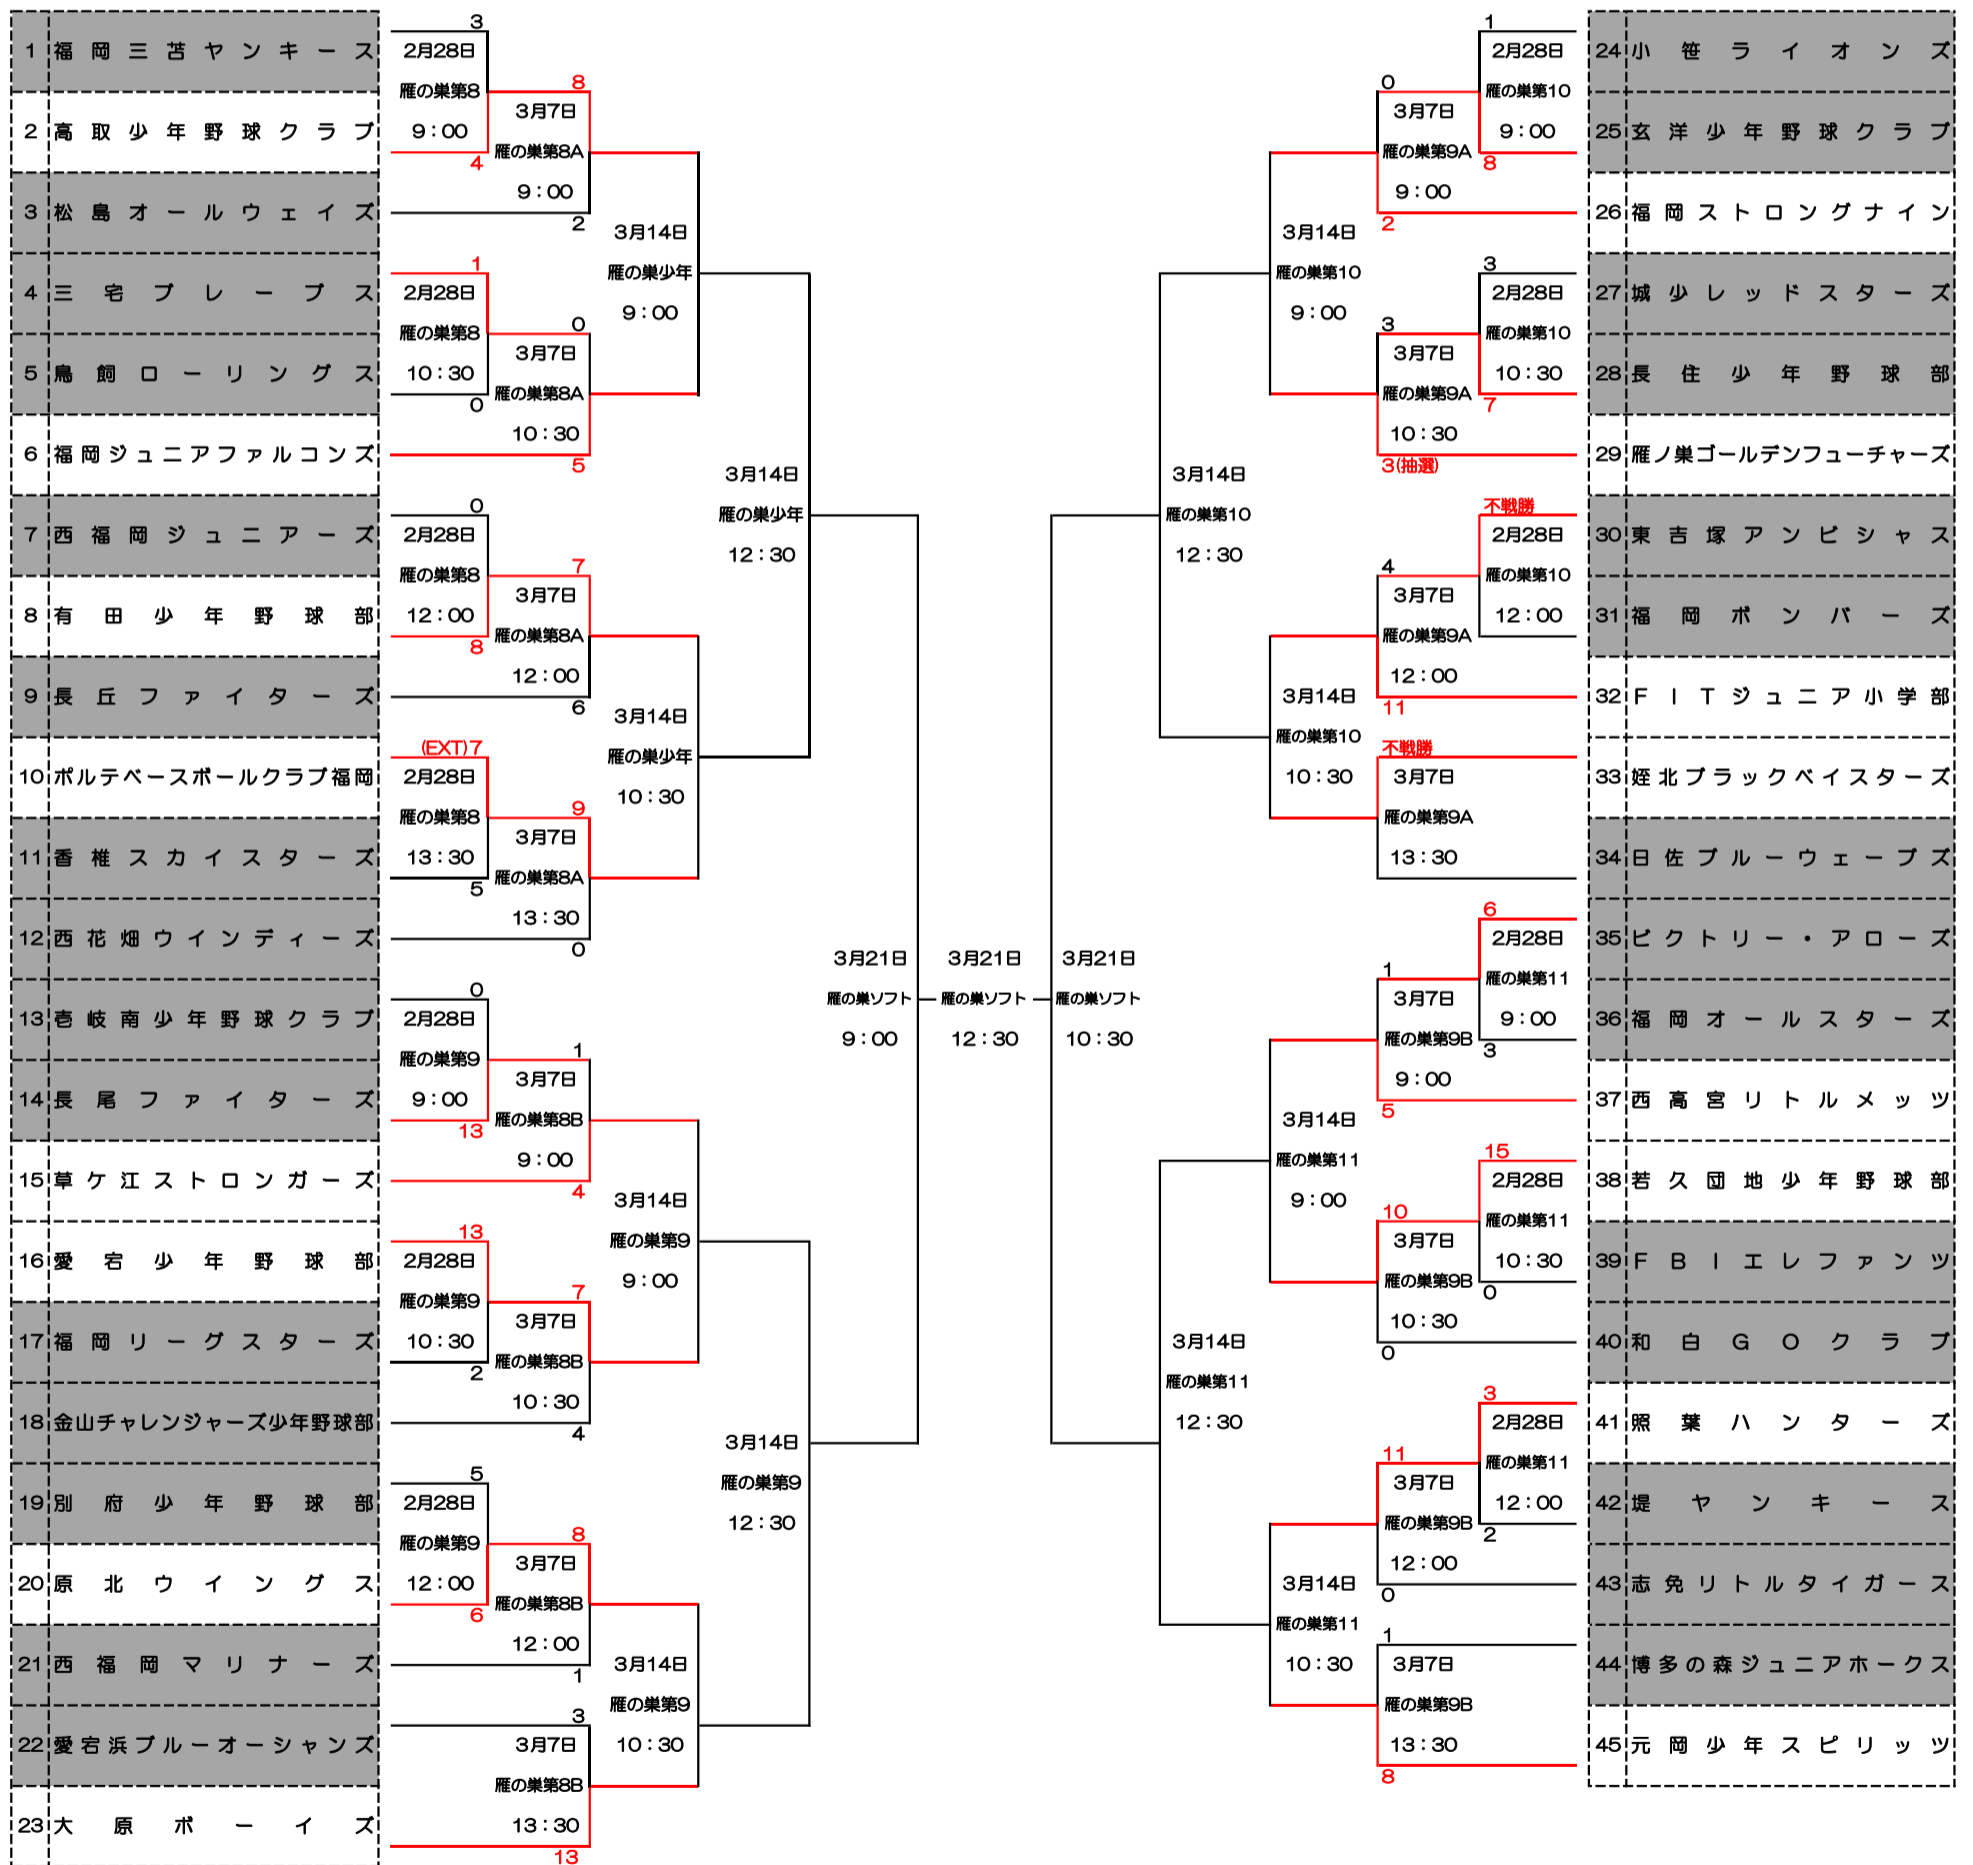 1 福岡三苫ヤンキース
2 高取少年野球クラブ
3 松島オールウェイズ
4 三宅ブレーブス
5 鳥飼ローリングス
6 福岡ジュニアファルコンズ
7 西福岡ジュニアーズ
8 有田少年野球部
9 長丘ファイターズ
10 ポルテベースボールクラブ福岡
11 香椎スカイスターズ
12 西花畑ウインディーズ
13 壱岐南少年野球クラブ
14 長尾ファイターズ
15 草ケ江ストロンガーズ
16 愛宕少年野球部
17 福岡リーグスターズ
18 金山チャレンジャーズ少年野球部
19 別府少年野球部
20 原北ウイングス
21 西福岡マリナーズ
22 愛宕浜ブルーオーシャンズ
23 大原ボーイズ
3
2月28日
雁の巣第8
9:00
4
1
2月28日
雁の巣第8
10:30
0
0
2月28日
雁の巣第8
12:00
8
(EXT)7
2月28日
雁の巣第8
13:30
5
0
2月28日
雁の巣第9
9:00
13
13
2月28日
雁の巣第9
10:30
2
5
2月28日
雁の巣第9
12:00
6
8
3月7日
雁の巣第8A
9:00
2
0
3月7日
雁の巣第8A
10:30
5
7
3月7日
雁の巣第8A
12:00
6
9
3月7日
雁の巣第8A
13:30
0
1
3月7日
雁の巣第8B
9:00
4
7
3月7日
雁の巣第8B
10:30
4
8
3月7日
雁の巣第8B
12:00
1
3
3月7日
雁の巣第8B
13:30
13
3月14日
雁の巣少年
9:00
3月14日
雁の巣少年
10:30
3月14日
雁の巣第9
9:00
3月14日
雁の巣第9
10:30
3月14日
雁の巣少年
12:30
3月14日
雁の巣第9
12:30
3月21日
雁の巣ソフト
9:00
3月21日
雁の巣ソフト
12:30
3月21日
雁の巣ソフト
10:30
3月14日
雁の巣第10
12:30
3月14日
雁の巣第11
12:30
3月14日
雁の巣第10
9:00
3月14日
雁の巣第10
10:30
3月14日
雁の巣第11
9:00
3月14日
雁の巣第11
10:30
0
3月7日
雁の巣第9A
9:00
2
3
3月7日
雁の巣第9A
10:30
3(抽選)
4
3月7日
雁の巣第9A
12:00
11
不戦勝
3月7日
雁の巣第9A
13:30
1
3月7日
雁の巣第9B
9:00
5
10
3月7日
雁の巣第9B
10:30
0
11
3月7日
雁の巣第9B
12:00
0
1
3月7日
雁の巣第9B
13:30
8
1
2月28日
雁の巣第10
9:00
8
3
2月28日
雁の巣第10
10:30
7
不戦勝
2月28日
雁の巣第10
12:00
6
2月28日
雁の巣第11
9:00
3
15
2月28日
雁の巣第11
10:30
0
3
2月28日
雁の巣第11
12:00
2
24 小笹ライオンズ
25 玄洋少年野球クラブ
26 福岡ストロングナイン
27 城少レッドスターズ
28 長住少年野球部
29 雁ノ巣ゴールデンフューチャーズ
30 東吉塚アンビシャス
31 福岡ボンバーズ
32 FITジュニア小学部
33 姪北ブラックベイスターズ
34 日佐ブルーウェーブズ
35 ビクトリー・アローズ
36 福岡オールスターズ
37 西高宮リトルメッツ
38 若久団地少年野球部
39 FBIエレファンツ
40 和白GOクラブ
41 照葉ハンターズ
42 堤ヤンキース
43 志免リトルタイガース
44 博多の森ジュニアホークス
45 元岡少年スピリッツ